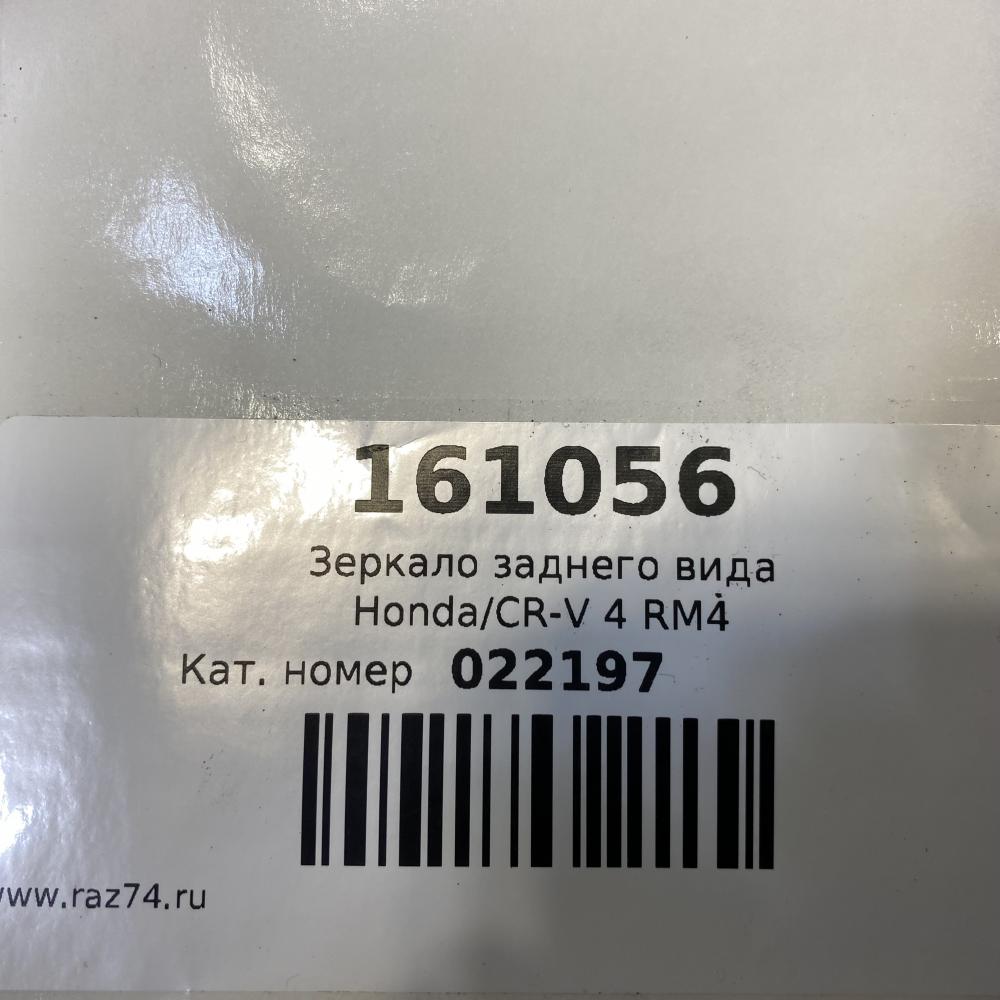 161056
Зеркало заднего вида
Honda/CR-V 4 RM4
Кат. номер 022197
www.raz74.ru